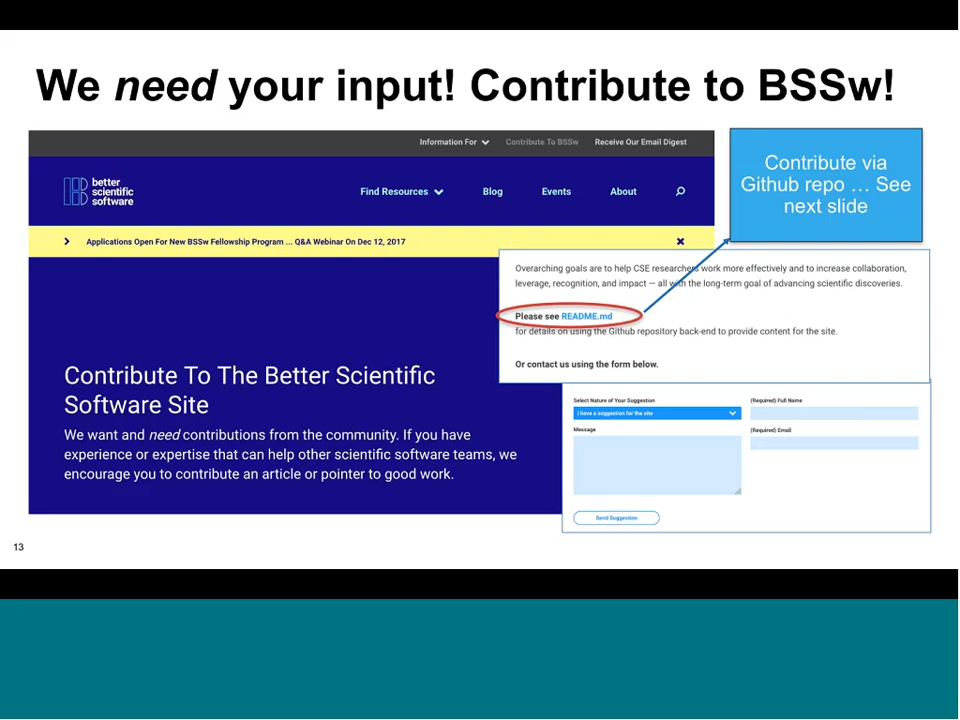 We need your input! Contribute to BSSw!
Information For
Contribute To BSSw
Receive Our Email Digest
better
scientific
software
Find Resources
Blog
Events
About
Applications Open For New BSSw Fellowship Program ... Q&A Webinar On Dec 12, 2017
Contribute via
Github repo … See
next slide
Overarching goals are to help CSE researchers work more effectively and to increase collaboration,
leverage, recognition, and impact — all with the long-term goal of advancing scientific discoveries.
Please see README.md
for details on using the Github repository back-end to provide content for the site.
Or contact us using the form below.
Contribute To The Better Scientific
Software Site
We want and need contributions from the community. If you have
experience or expertise that can help other scientific software teams, we
encourage you to contribute an article or pointer to good work.
Select Nature of Your Suggestion
I have a suggestion for the site
Message
(Required) Full Name
(Required) Email
Send Suggestion
13